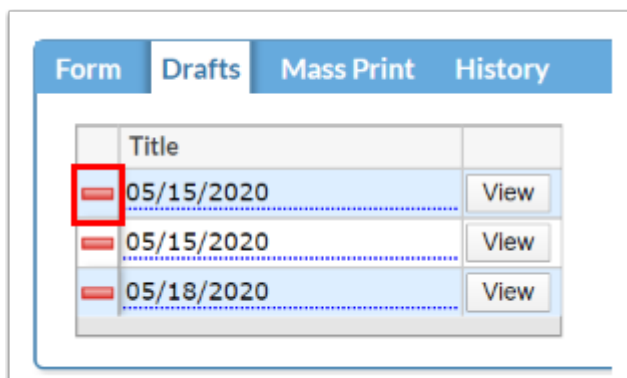 Form Drafts Mass Print History
Title
05/15/2020 View
05/15/2020 View
05/18/2020 View